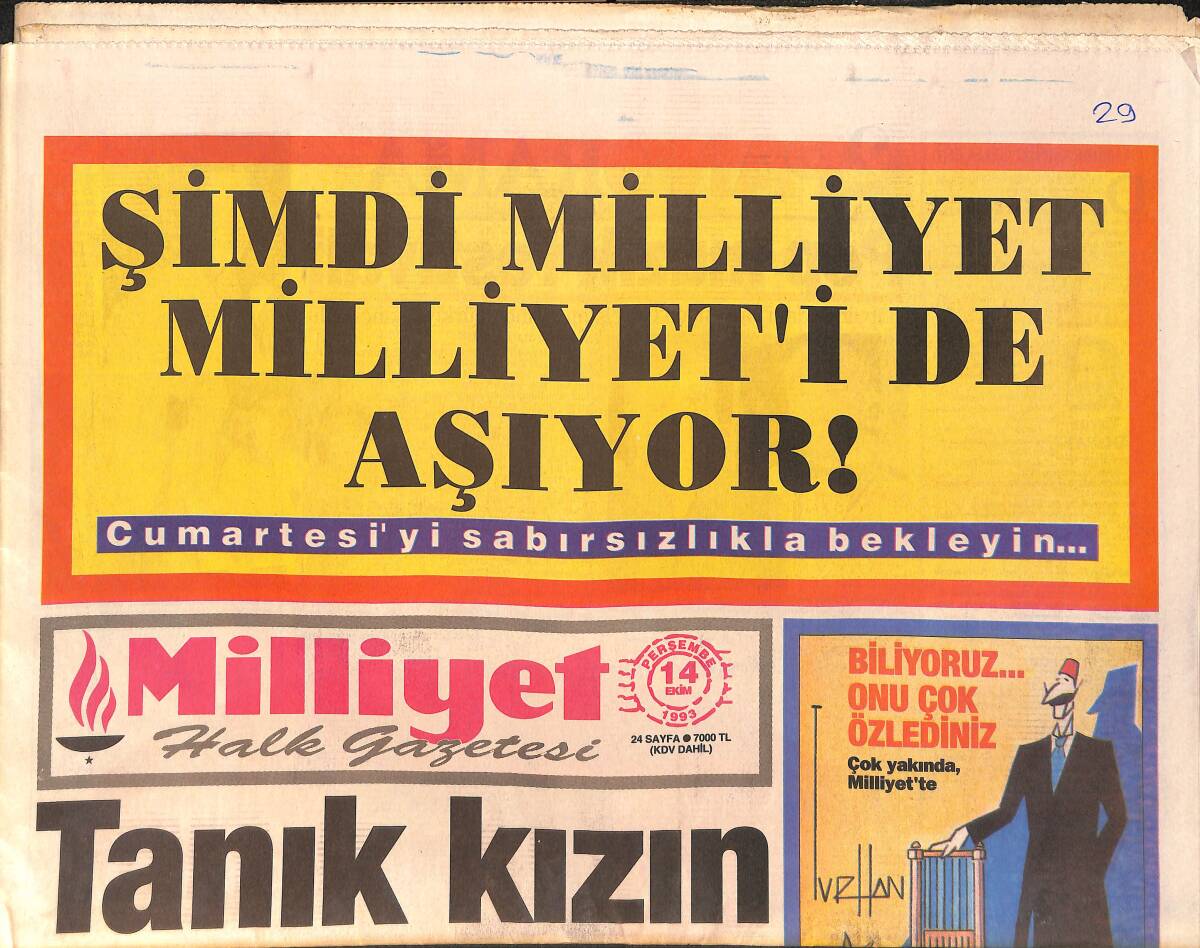 29
ŞİMDİ MİLLİYET
MİLLİYET'İ DE
AŞIYOR!
Cumartesi'yi sabırsızlıkla bekleyin...
Milliyet
Halk Gazetesi
PERŞEMBE
14
EKİM
1993
24 SAYFA ● 7000 TL
(KDV DAHİL)
BİLİYORUZ...
ONU ÇOK
ÖZLEDİNİZ
Çok yakında,
Milliyet'te
TURHAN
Tanık kızın